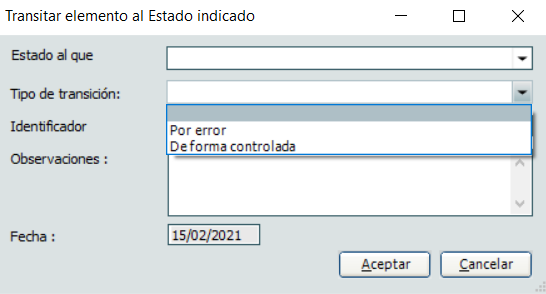 Transitar elemento al Estado indicado
Estado al que
Tipo de transición:
Identificador
Por error
De forma controlada
Observaciones :
Fecha :
15/02/2021
Aceptar
Cancelar